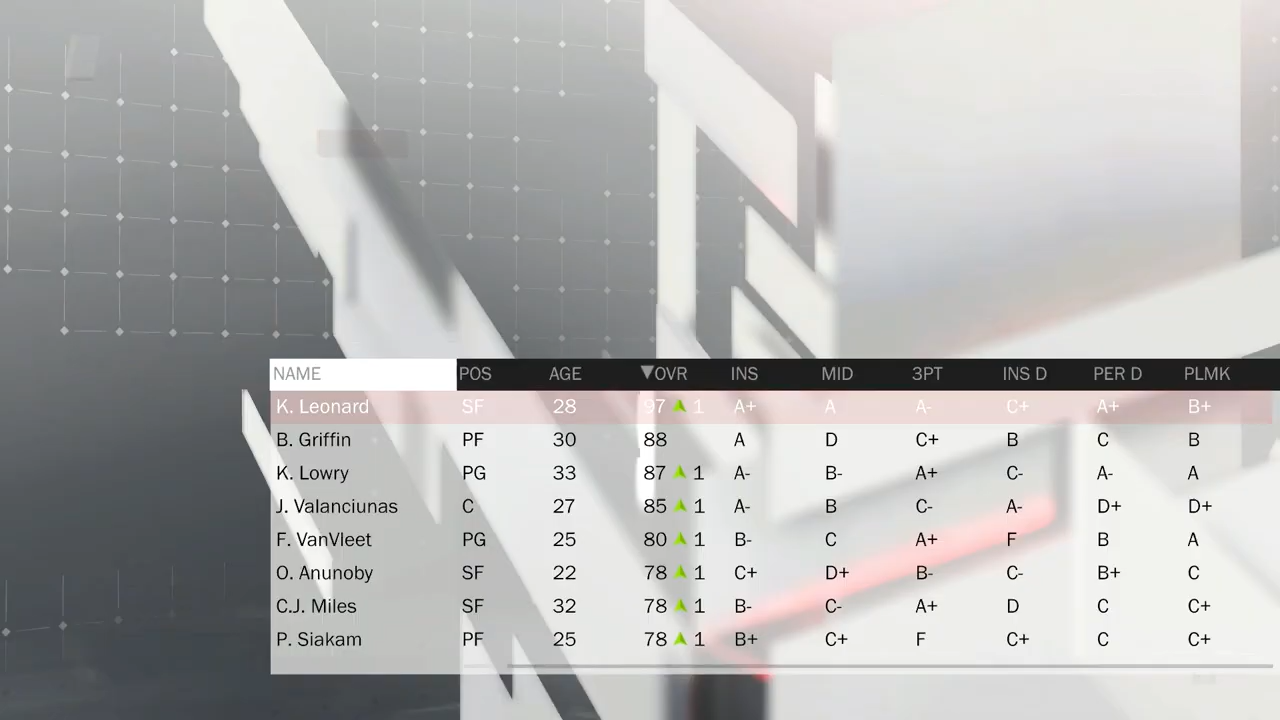 NAME POS AGE ▼OVR INS MID 3PT INS D PER D PLMK
K. Leonard SF 28 97 ▲ 1 A+ A A- C+ A+ B+
B. Griffin PF 30 88 A D C+ B C B
K. Lowry PG 33 87 ▲ 1 A- B- A+ C- A- A
J. Valanciunas C 27 85 ▲ 1 A- B C- A- D+ D+
F. VanVleet PG 25 80 ▲ 1 B- C A+ F B A
O. Anunoby SF 22 78 ▲ 1 C+ D+ B- C- B+ C
C.J. Miles SF 32 78 ▲ 1 B- C- A+ D C C+
P. Siakam PF 25 78 ▲ 1 B+ C+ F C+ C C+